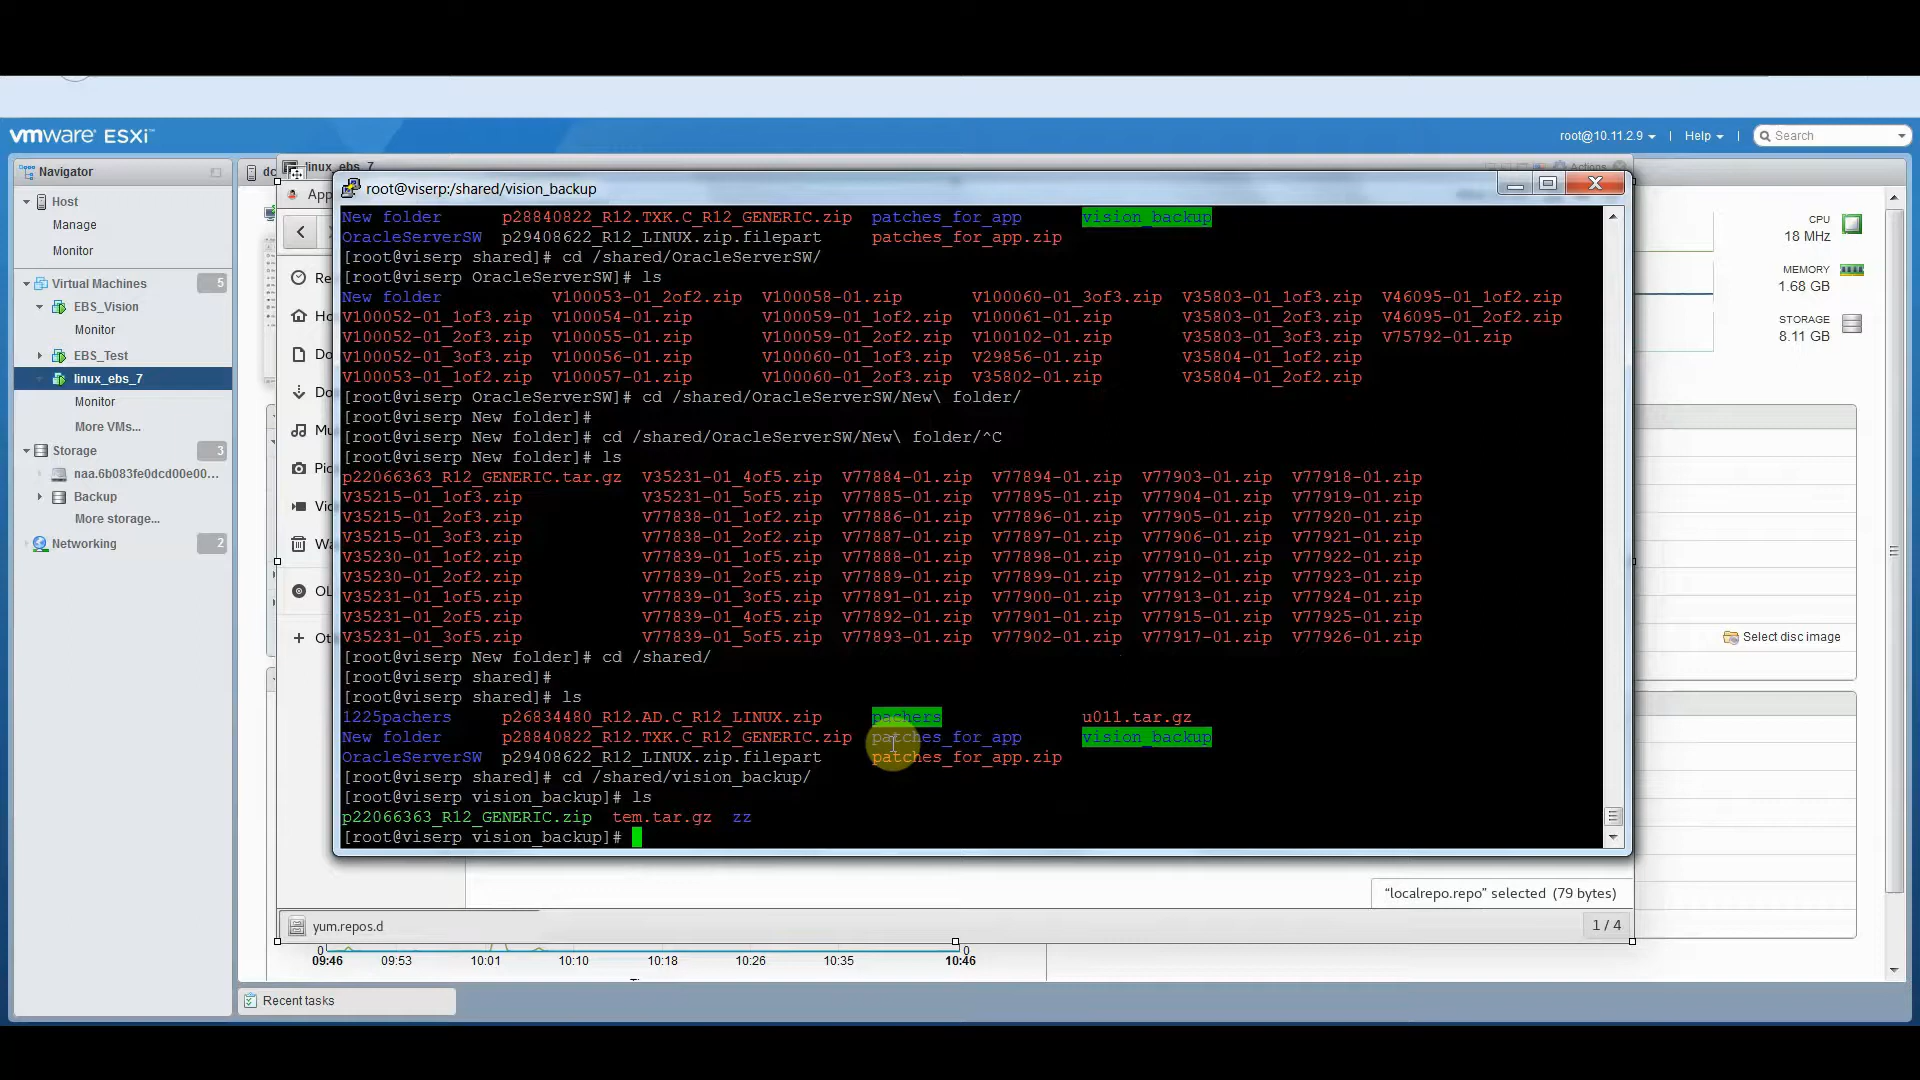 vmware ESXi
root@10.11.2.9
Help
Search
Navigator
Host
Manage
Monitor
Virtual Machines 5
EBS_Vision
Monitor
EBS_Test
linux_ebs_7
Monitor
More VMs...
Storage 3
naa.6b083fe0dcd00e00...
Backup
More storage...
Networking 2
linux_ebs_7
Actions
root@viserp:/shared/vision_backup
New folder p28840822_R12.TXK.C_R12_GENERIC.zip patches_for_app vision_backup
OracleServerSW p29408622_R12_LINUX.zip.filepart patches_for_app.zip
[root@viserp shared]# cd /shared/OracleServerSW/
[root@viserp OracleServerSW]# ls
New folder V100053-01_2of2.zip V100058-01.zip V100060-01_3of3.zip V35803-01_1of3.zip V46095-01_1of2.zip
V100052-01_1of3.zip V100054-01.zip V100059-01_1of2.zip V100061-01.zip V35803-01_2of3.zip V46095-01_2of2.zip
V100052-01_2of3.zip V100055-01.zip V100059-01_2of2.zip V100102-01.zip V35803-01_3of3.zip V75792-01.zip
V100052-01_3of3.zip V100056-01.zip V100060-01_1of3.zip V29856-01.zip V35804-01_1of2.zip
V100053-01_1of2.zip V100057-01.zip V100060-01_2of3.zip V35802-01.zip V35804-01_2of2.zip
[root@viserp OracleServerSW]# cd /shared/OracleServerSW/New\ folder/
[root@viserp New folder]#
[root@viserp New folder]# cd /shared/OracleServerSW/New\ folder/^C
[root@viserp New folder]# ls
p22066363_R12_GENERIC.tar.gz V35231-01_4of5.zip V77884-01.zip V77894-01.zip V77903-01.zip V77918-01.zip
V35215-01_1of3.zip V35231-01_5of5.zip V77885-01.zip V77895-01.zip V77904-01.zip V77919-01.zip
V35215-01_2of3.zip V77838-01_1of2.zip V77886-01.zip V77896-01.zip V77905-01.zip V77920-01.zip
V35215-01_3of3.zip V77838-01_2of2.zip V77887-01.zip V77897-01.zip V77906-01.zip V77921-01.zip
V35230-01_1of2.zip V77839-01_1of5.zip V77888-01.zip V77898-01.zip V77910-01.zip V77922-01.zip
V35230-01_2of2.zip V77839-01_2of5.zip V77889-01.zip V77899-01.zip V77912-01.zip V77923-01.zip
V35231-01_1of5.zip V77839-01_3of5.zip V77891-01.zip V77900-01.zip V77913-01.zip V77924-01.zip
V35231-01_2of5.zip V77839-01_4of5.zip V77892-01.zip V77901-01.zip V77915-01.zip V77925-01.zip
V35231-01_3of5.zip V77839-01_5of5.zip V77893-01.zip V77902-01.zip V77917-01.zip V77926-01.zip
[root@viserp New folder]# cd /shared/
[root@viserp shared]#
[root@viserp shared]# ls
1225pachers p26834480_R12.AD.C_R12_LINUX.zip pachers u011.tar.gz
New folder p28840822_R12.TXK.C_R12_GENERIC.zip patches_for_app vision_backup
OracleServerSW p29408622_R12_LINUX.zip.filepart patches_for_app.zip
[root@viserp shared]# cd /shared/vision_backup/
[root@viserp vision_backup]# ls
p22066363_R12_GENERIC.zip tem.tar.gz zz
[root@viserp vision_backup]#
CPU
18 MHz
MEMORY
1.68 GB
STORAGE
8.11 GB
Select disc image
"localrepo.repo" selected (79 bytes)
yum.repos.d
1 / 4
0 0
09:46 09:53 10:01 10:10 10:18 10:26 10:35 10:46
Recent tasks